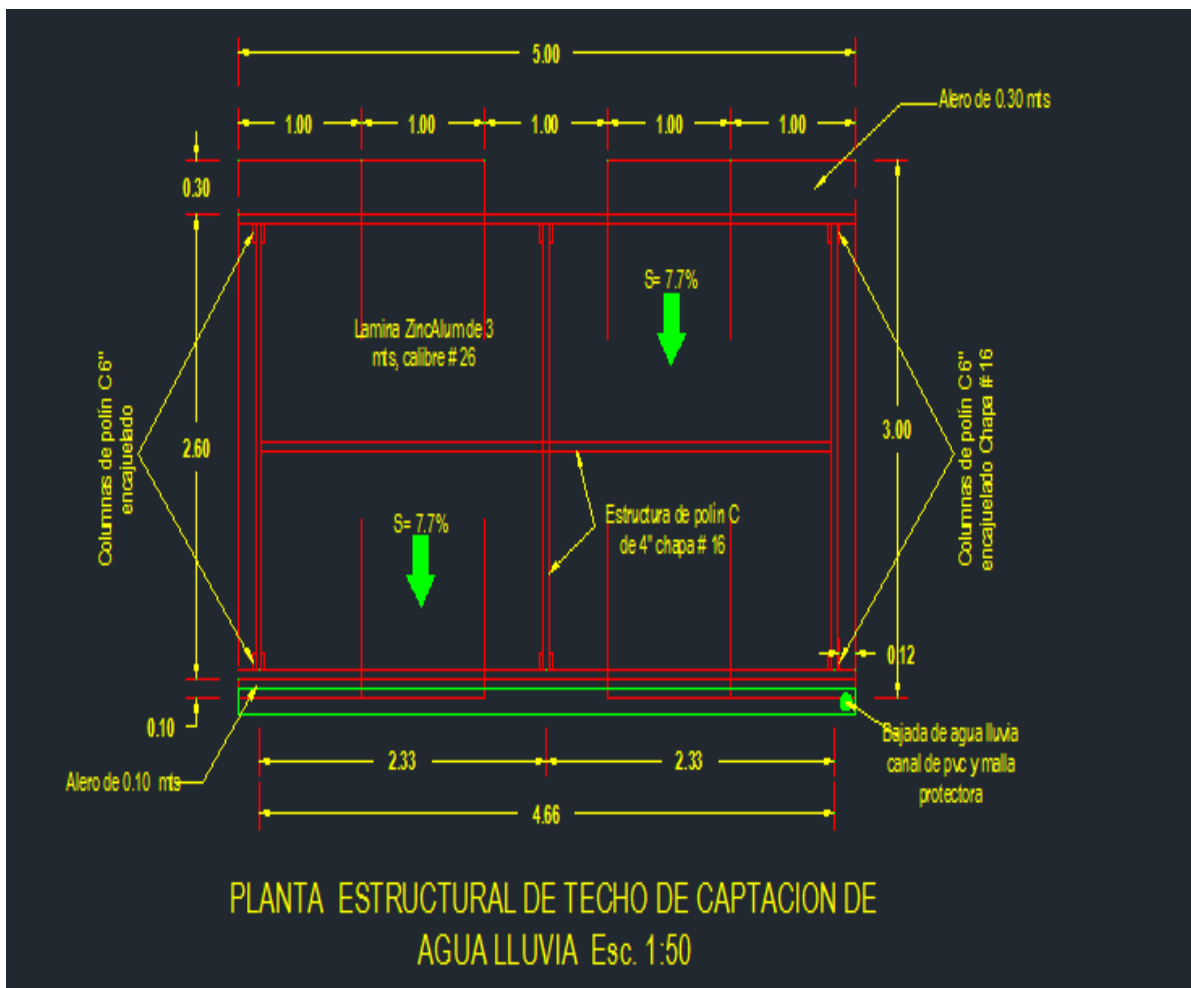 5.00
Alero de 0.30 mts
1.00
1.00
1.00
1.00
1.00
0.30
S= 7.7%
Lamina ZincAlum de 3
mts, calibre # 26
Columnas de polín C 6"
encajuelado
2.60
3.00
Columnas de polín C 6"
encajuelado Chapa # 16
S= 7.7%
Estructura de polín C
de 4" chapa # 16
0.12
0.10
Bajada de agua lluvia
canal de pvc y malla
protectora
2.33
2.33
Alero de 0.10 mts
4.66
PLANTA ESTRUCTURAL DE TECHO DE CAPTACION DE
AGUA LLUVIA Esc. 1:50